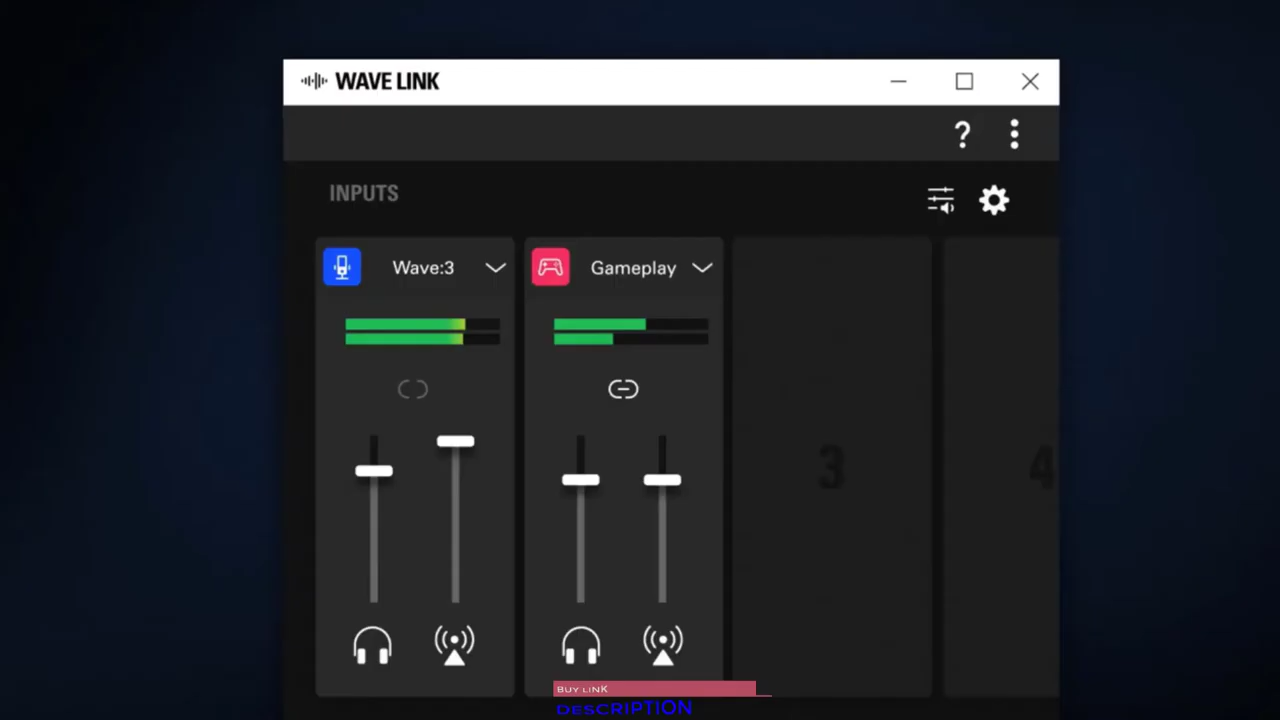 WAVE LINK
?
INPUTS
Wave:3
Gameplay
3
4
BUY LINK
DESCRIPTION